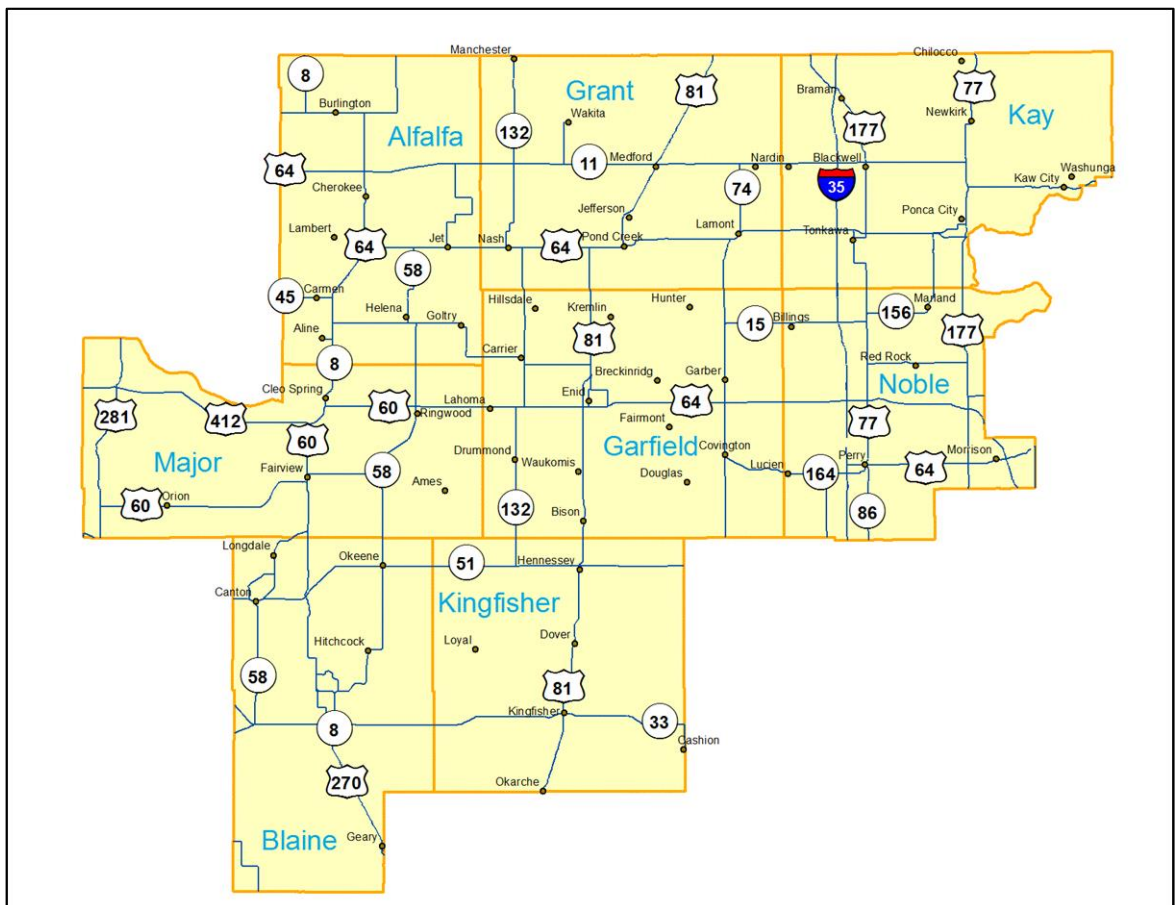 Manchester
Chilocco
8
Grant
81
77
Braman
Burlington
Wakita
Kay
Newkirk
Alfalfa
132
177
64
11
Medford
Nardin
Blackwell
Washunga
Kaw City
35
74
Cherokee
Jefferson
Ponca City
Lambert
Lamont
64
Jet
Nash
64
Pond Creek
Tonkawa
58
45
Carmen
Hillsdale
Kremlin
Hunter
Marland
Helena
Goltry
15
Billings
156
Aline
81
177
Carrier
Red Rock
8
Breckinridg
Garber
Noble
Cleo Spring
Enid
281
412
60
Ringwood
Lahoma
64
Fairmont
77
60
Garfield
Major
Drummond
Covington
Morrison
Fairview
58
Waukomis
Douglas
Lucien
164
Perry
64
60
Orion
Ames
132
86
Bison
Longdale
Okeene
51
Hennessey
Canton
Kingfisher
Hitchcock
Loyal
Dover
58
81
Kingfisher
8
33
Cashion
270
Okarche
Blaine
Geary